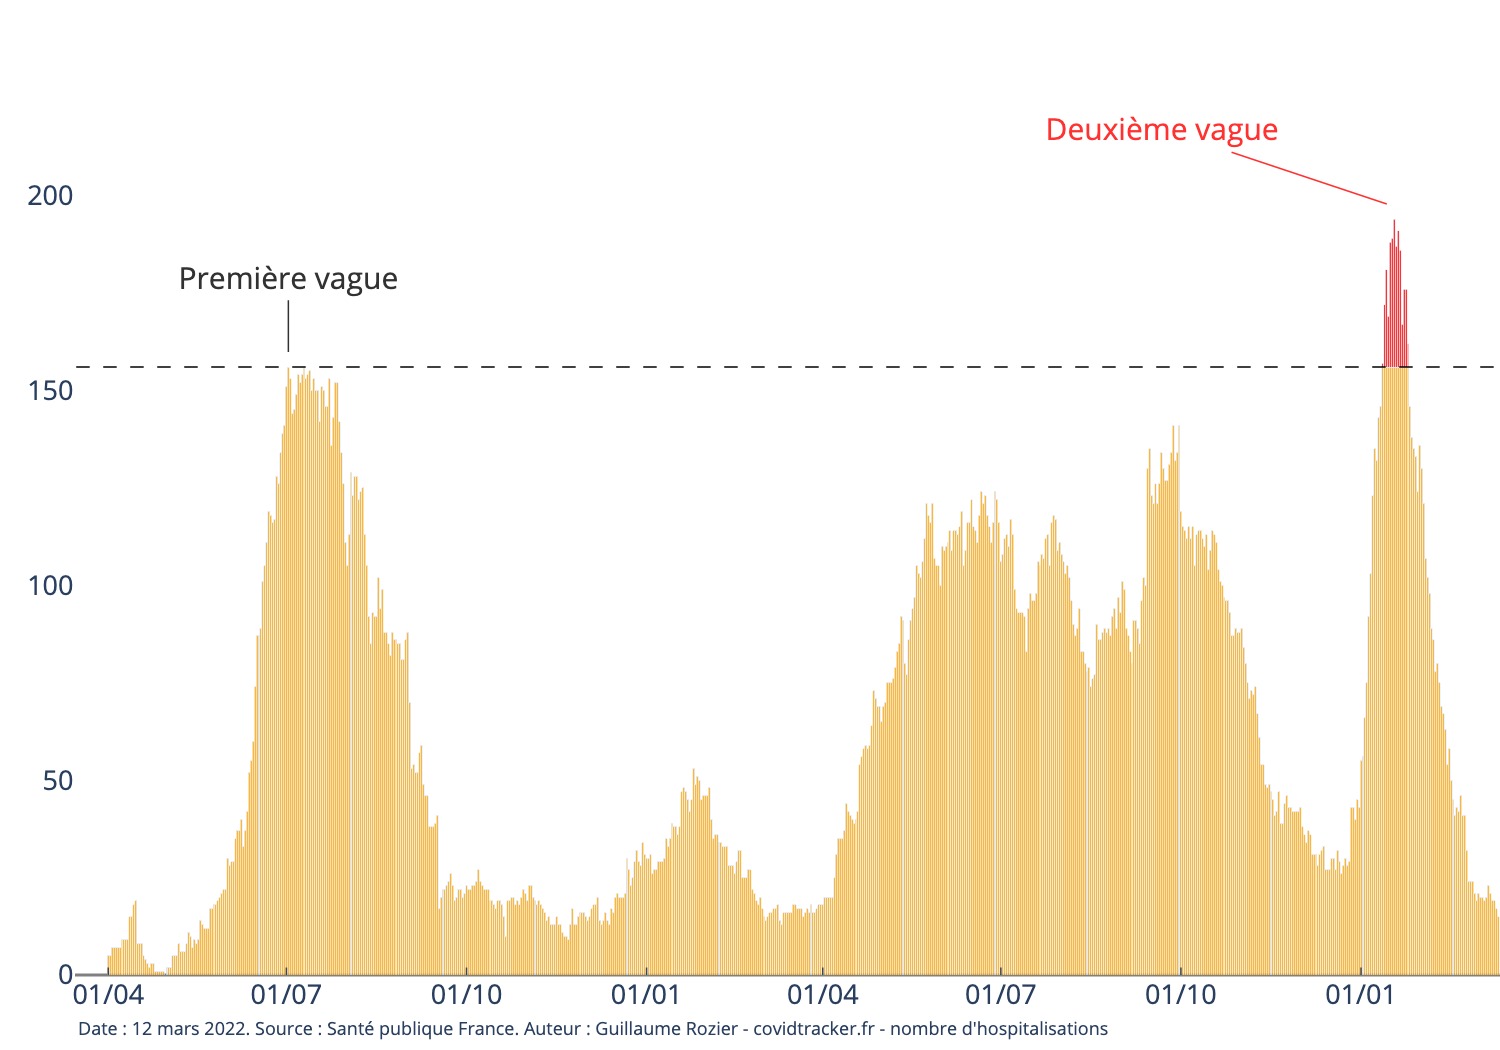 Deuxième vague
200
Première vague
150
100
50
0
01/04 01/07 01/10 01/01 01/04 01/07 01/10 01/01
Date : 12 mars 2022. Source : Santé publique France. Auteur : Guillaume Rozier - covidtracker.fr - nombre d'hospitalisations